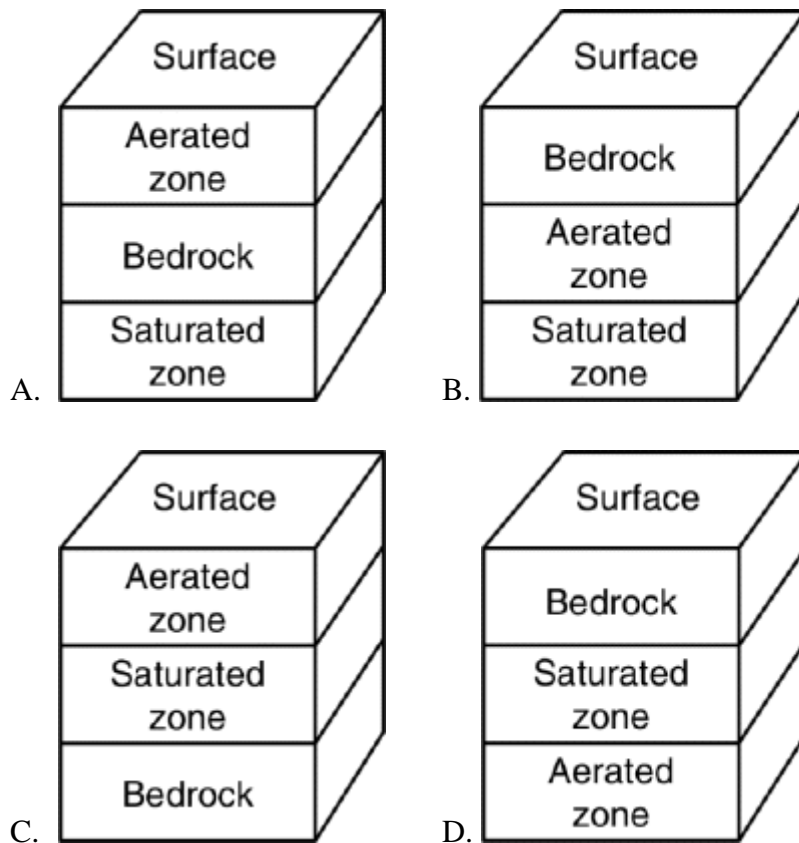 Surface
Aerated
zone
Bedrock
Saturated
zone
A.
Surface
Bedrock
Aerated
zone
Saturated
zone
B.
Surface
Aerated
zone
Saturated
zone
Bedrock
C.
Surface
Bedrock
Saturated
zone
Aerated
zone
D.